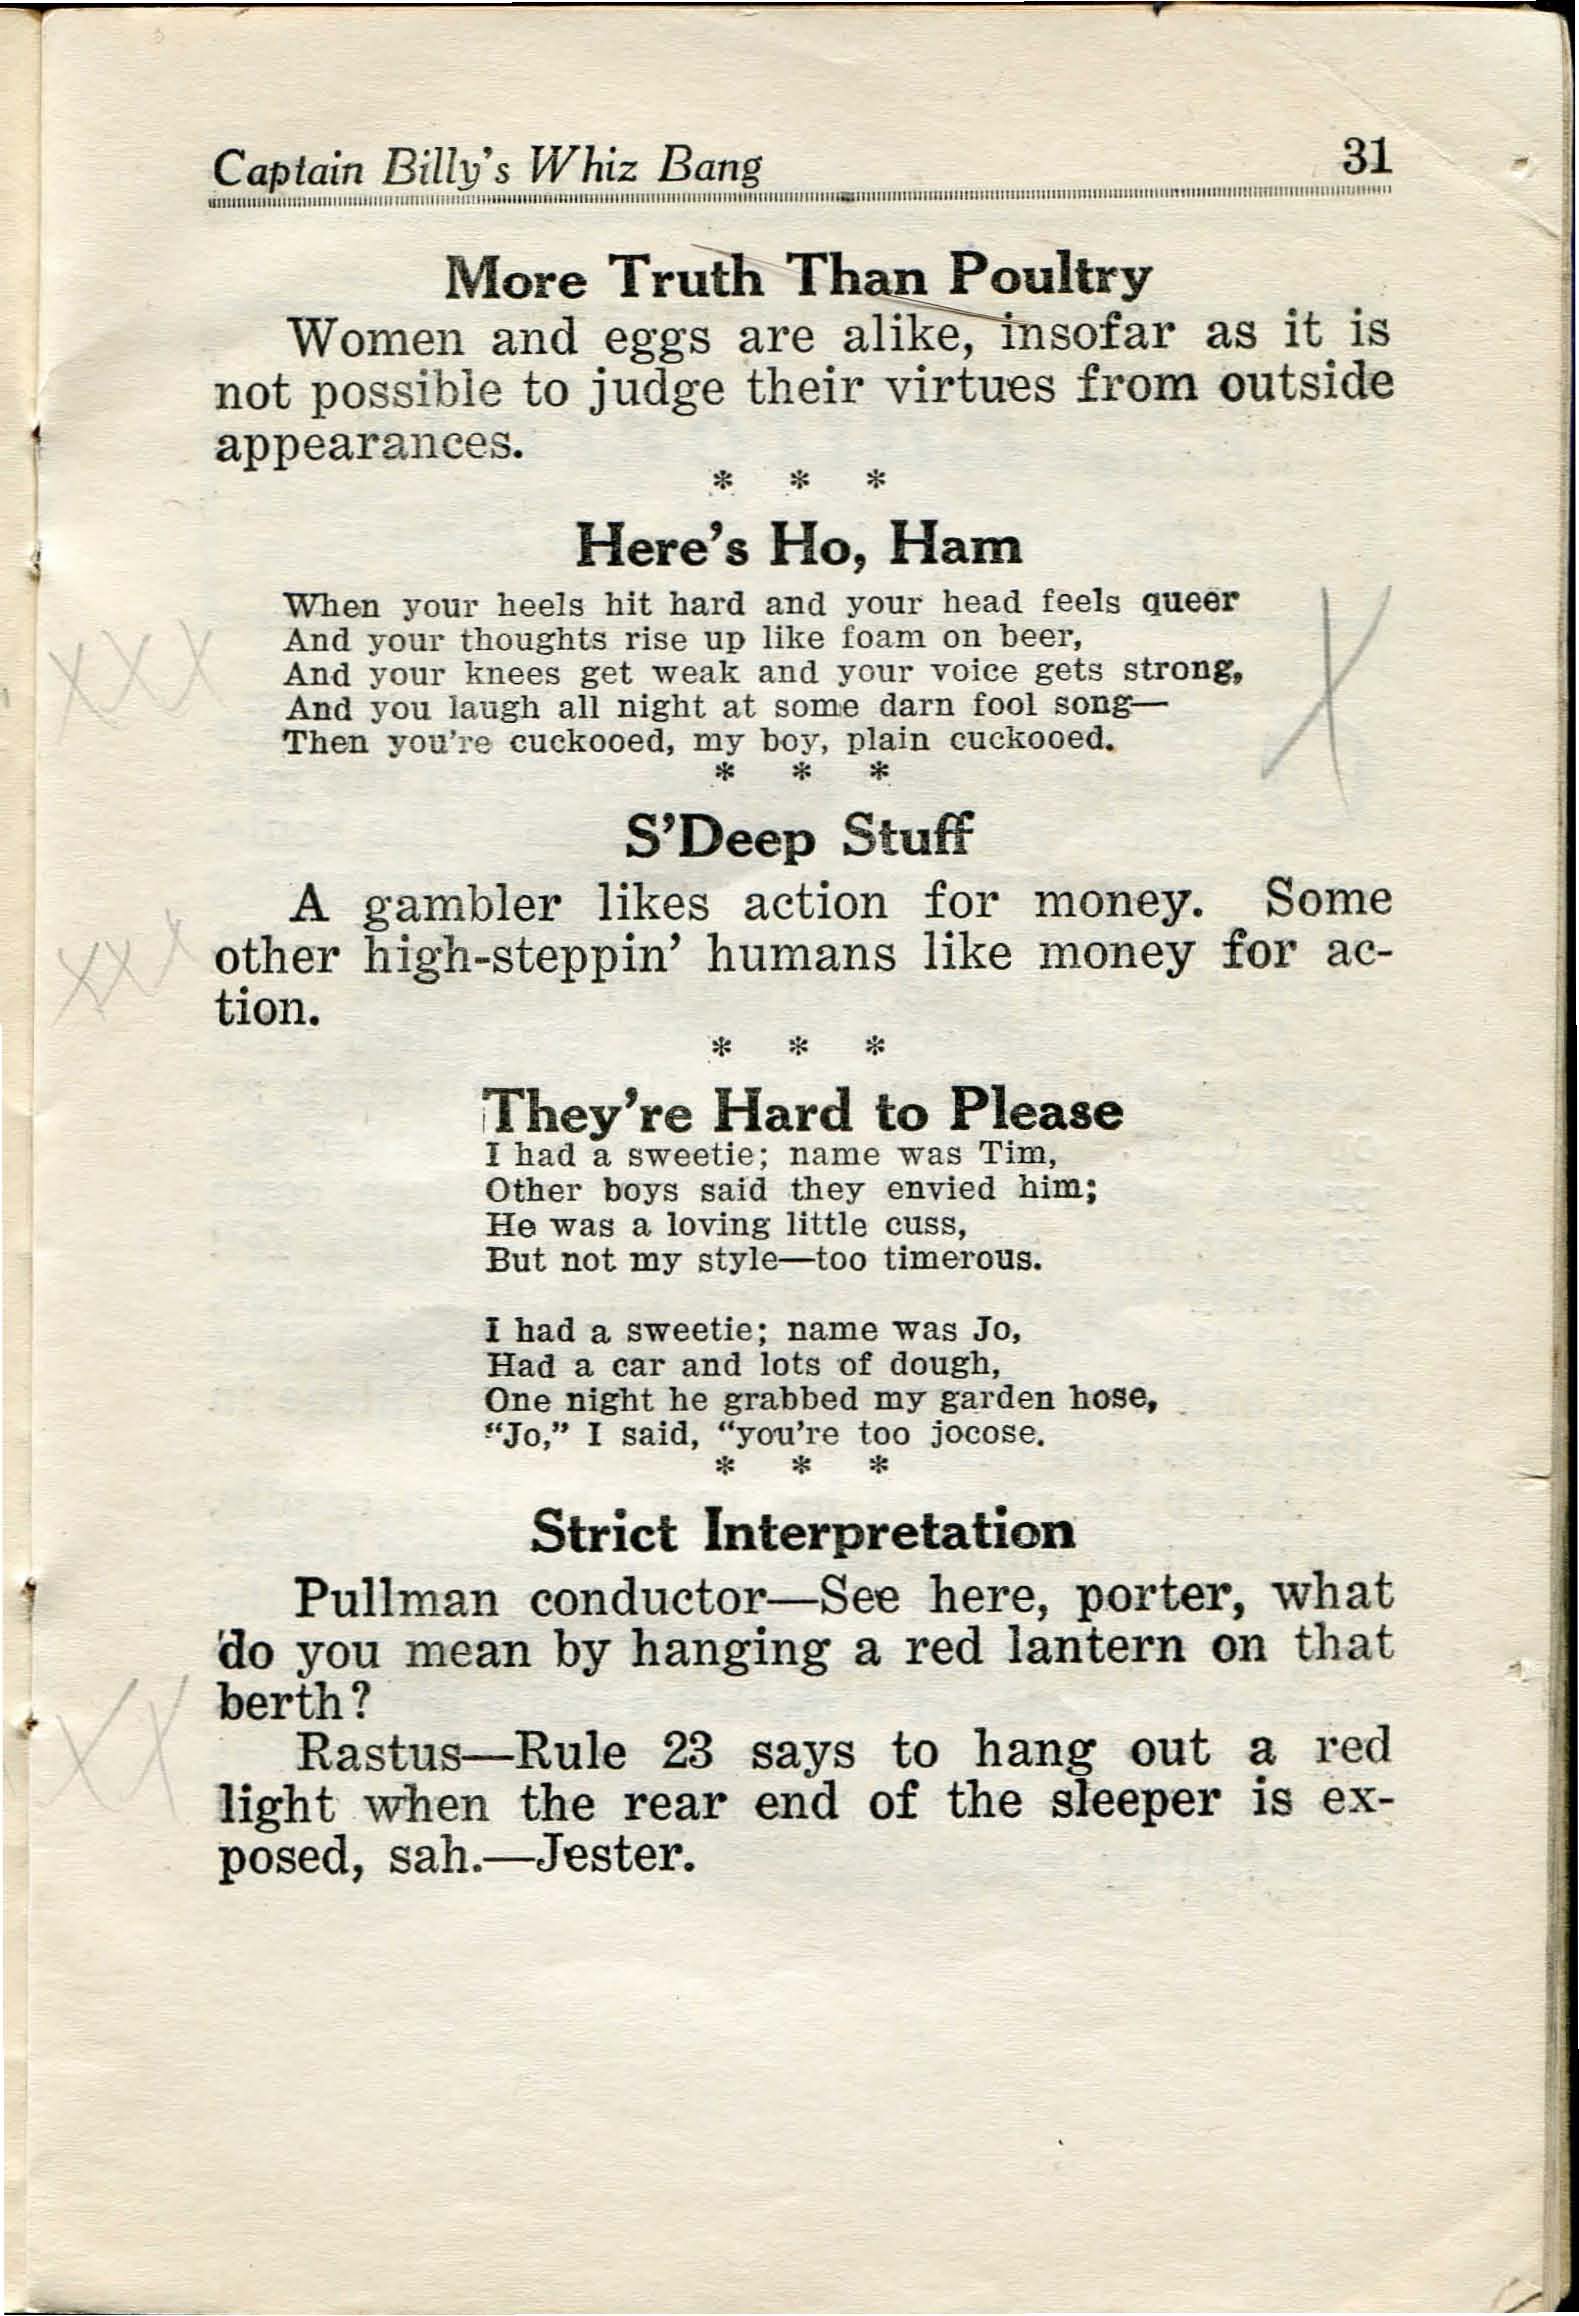 Captain Billy's Whiz Bang 31
More Truth Than Poultry
Women and eggs are alike, insofar as it is
not possible to judge their virtues from outside
appearances.
* * *
Here's Ho, Ham
When your heels hit hard and your head feels queer
And your thoughts rise up like foam on beer,
And your knees get weak and your voice gets strong,
And you laugh all night at some darn fool song—
Then you're cuckooed, my boy, plain cuckooed.
* * *
S'Deep Stuff
A gambler likes action for money. Some
other high-steppin' humans like money for ac-
tion.
* * *
They're Hard to Please
I had a sweetie; name was Tim,
Other boys said they envied him;
He was a loving little cuss,
But not my style—too timerous.
I had a sweetie; name was Jo,
Had a car and lots of dough,
One night he grabbed my garden hose,
"Jo," I said, "you're too jocose.
* * *
Strict Interpretation
Pullman conductor—See here, porter, what
do you mean by hanging a red lantern on that
berth?
Rastus—Rule 23 says to hang out a red
light when the rear end of the sleeper is ex-
posed, sah.—Jester.